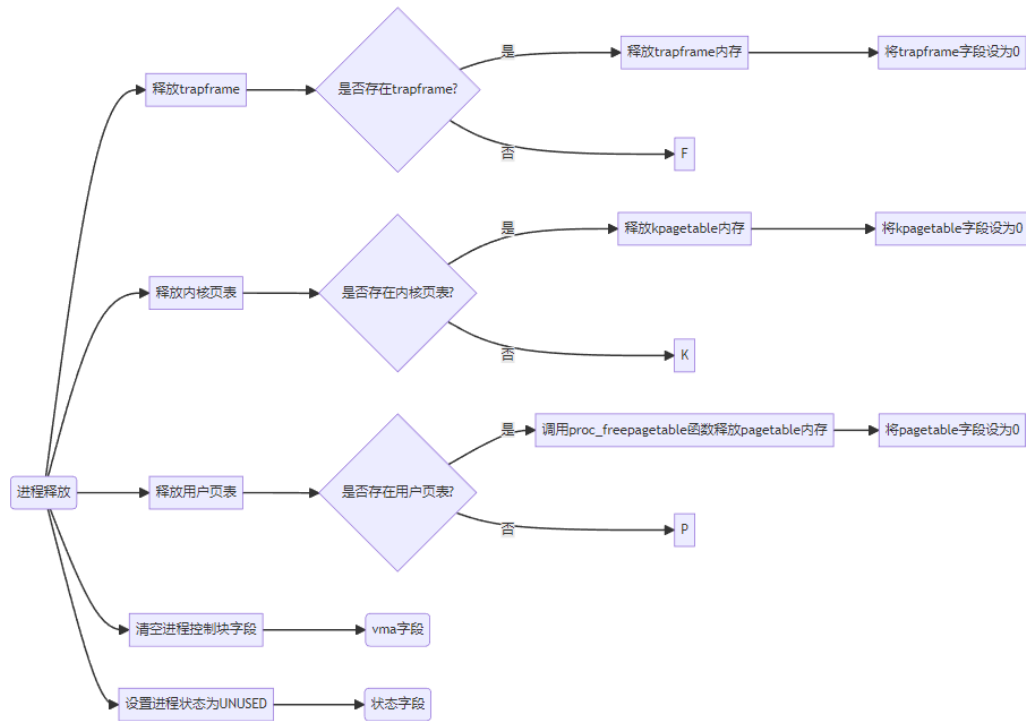 释放trapframe
是否存在trapframe?
是
释放trapframe内存
将trapframe字段设为0
否
F
释放内核页表
是否存在内核页表?
是
释放kpagetable内存
将kpagetable字段设为0
否
K
进程释放
释放用户页表
是否存在用户页表?
是
调用proc_freepagetable函数释放pagetable内存
将pagetable字段设为0
否
P
清空进程控制块字段
vma字段
设置进程状态为UNUSED
状态字段